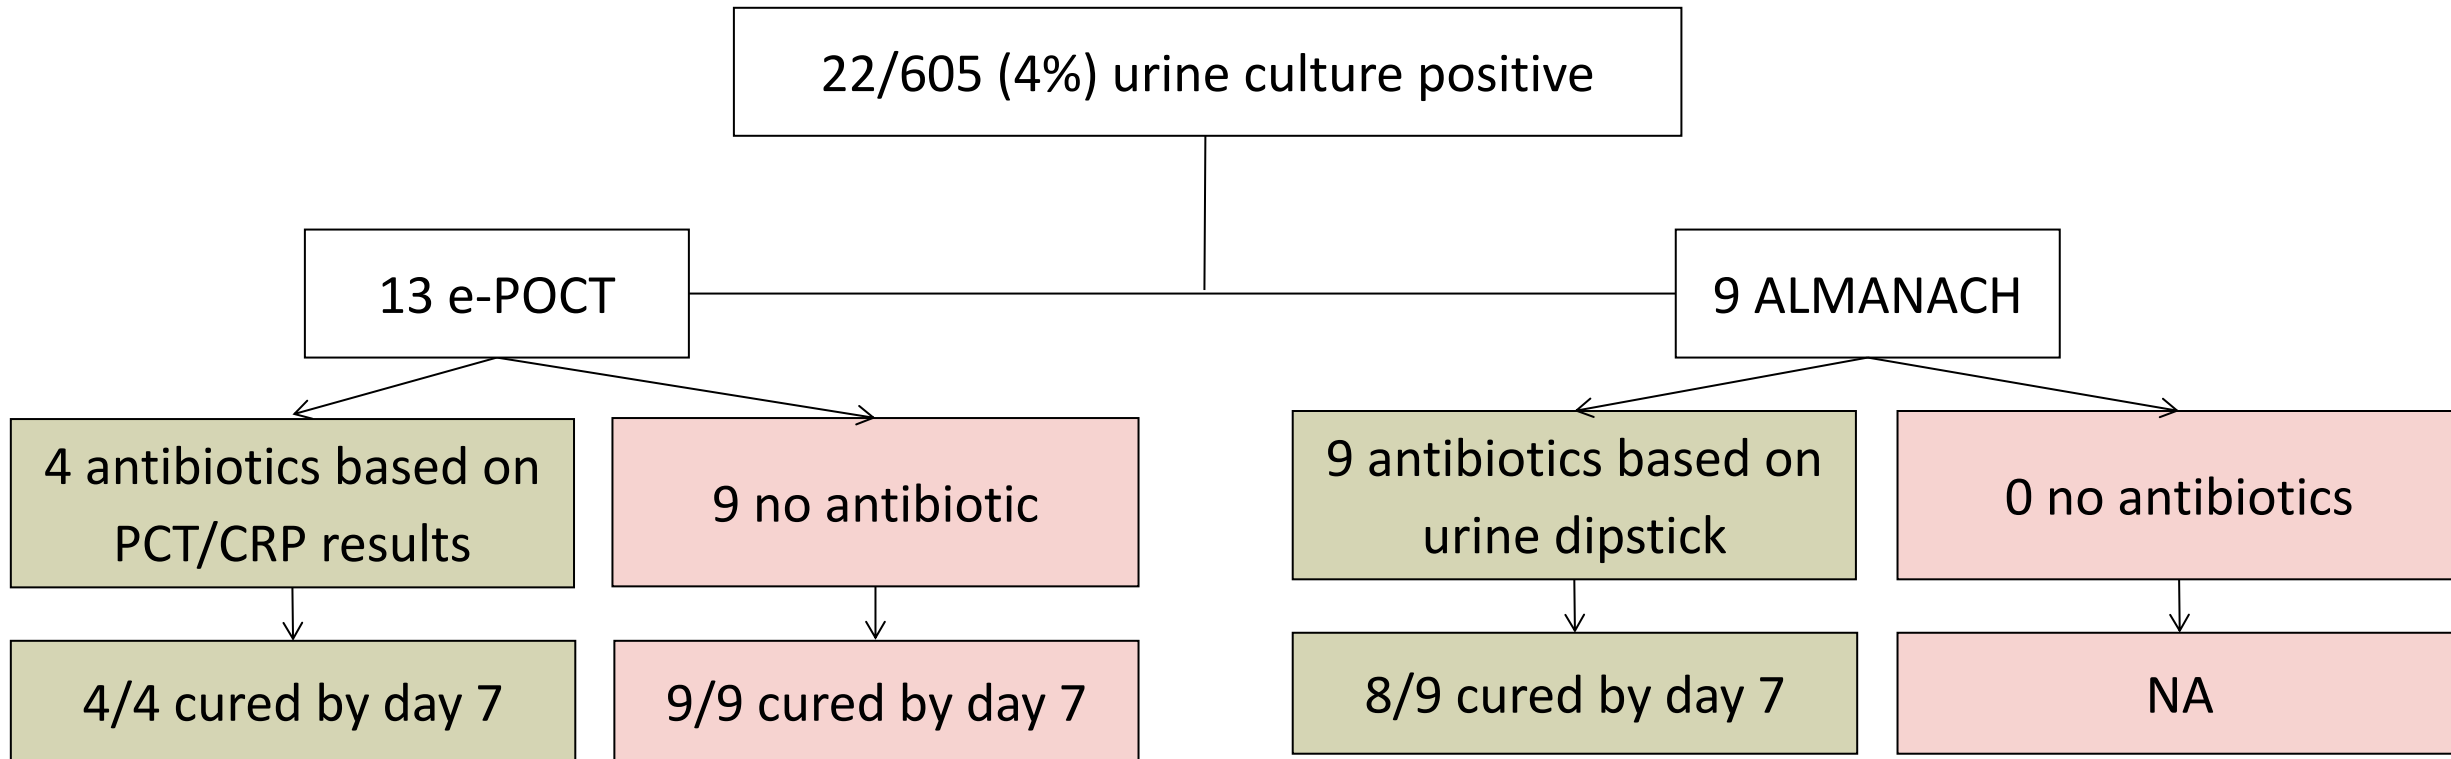 22/605 (4%) urine culture positive
13 e-POCT
9 ALMANACH
4 antibiotics based on
PCT/CRP results
9 no antibiotic
9 antibiotics based on
urine dipstick
0 no antibiotics
4/4 cured by day 7
9/9 cured by day 7
8/9 cured by day 7
NA